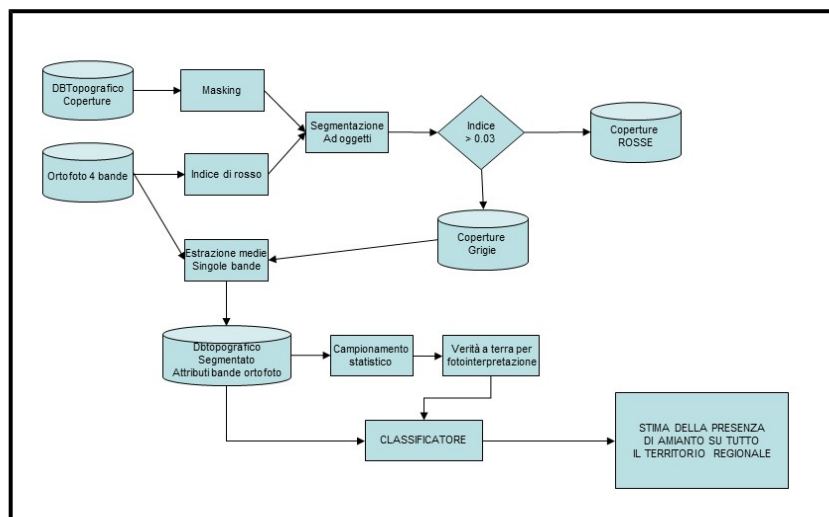 DBTopografico
Coperture
Masking
Segmentazione
Ad oggetti
Indice
> 0.03
Coperture
ROSSE
Ortofoto 4 bande
Indice di rosso
Estrazione medie
Singole bande
Coperture
Grigie
Dbtopografico
Segmentato
Attributi bande ortofoto
Campionamento
statistico
Verità a terra per
fotointerpretazione
CLASSIFICATORE
STIMA DELLA PRESENZA
DI AMIANTO SU TUTTO
IL TERRITORIO REGIONALE